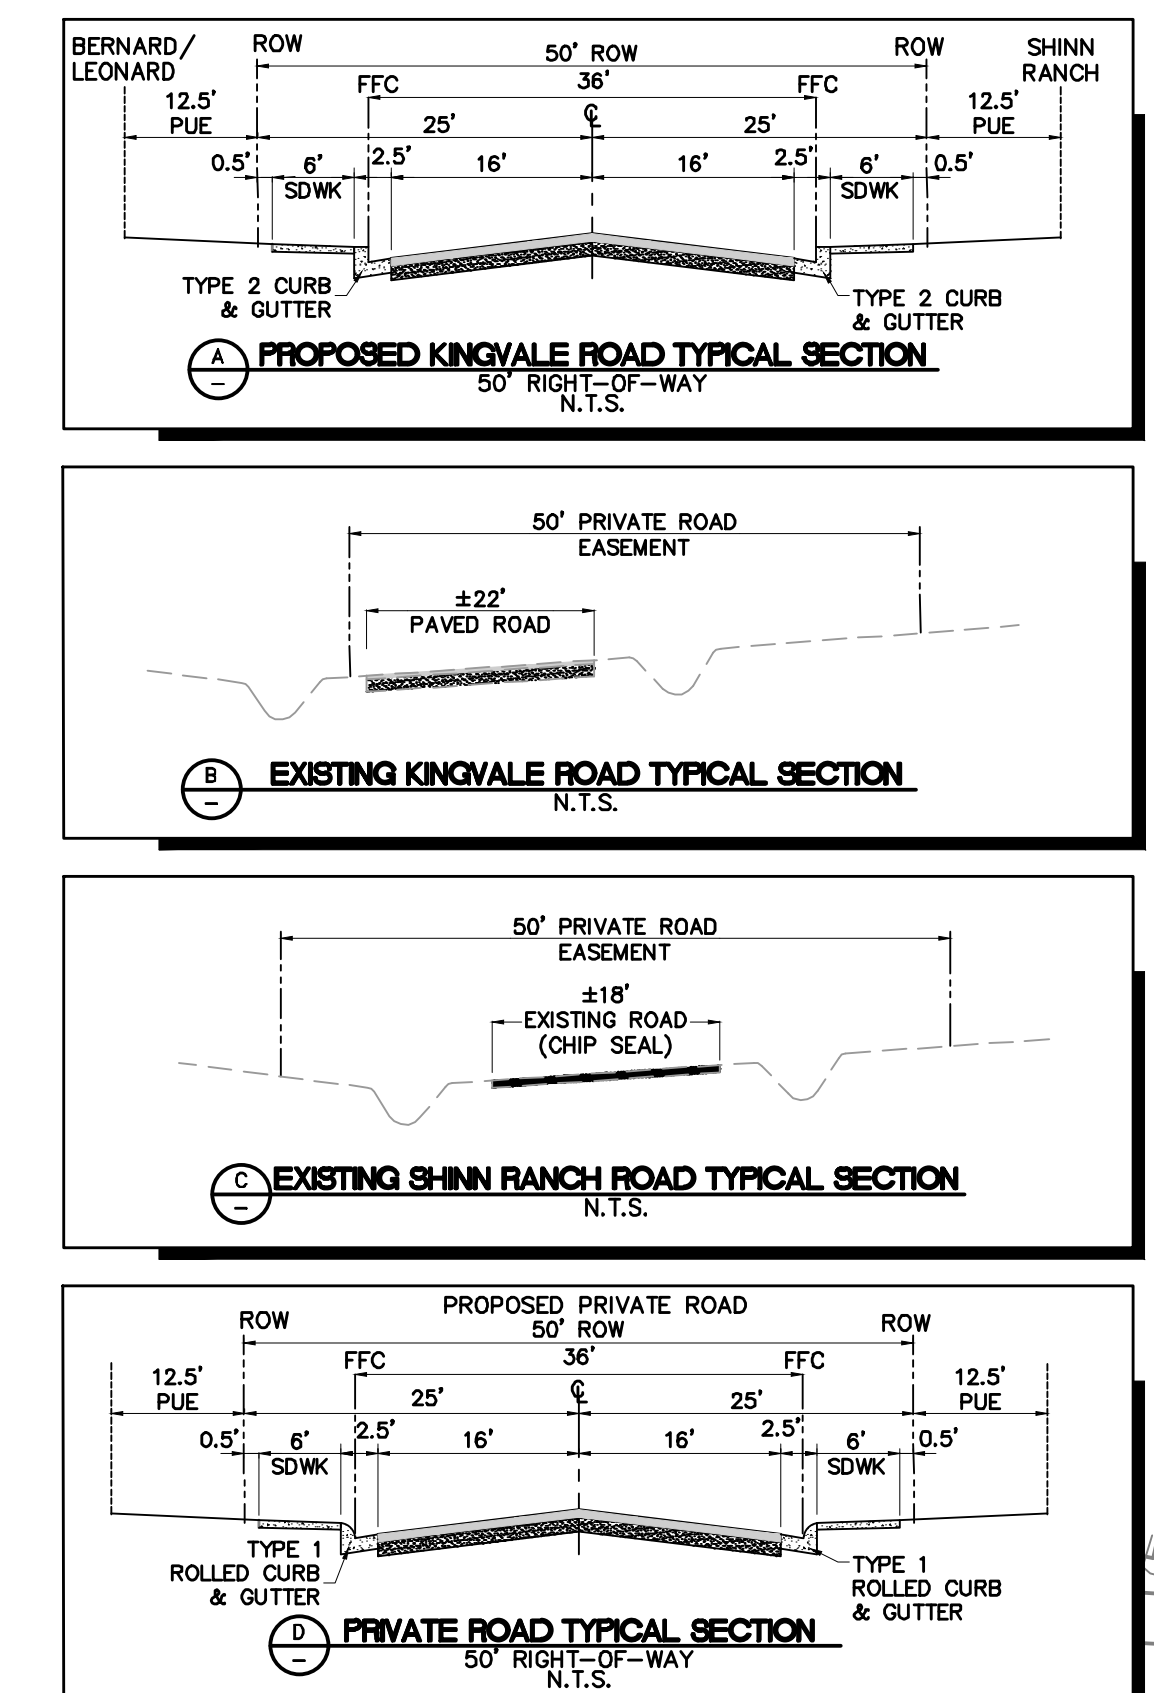 BERNARD/
LEONARD
ROW
50' ROW
ROW
SHINN
RANCH
FFC
36'
FFC
12.5'
PUE
25'
℄
25'
12.5'
PUE
0.5'
6'
SDWK
2.5'
16'
16'
2.5'
6'
SDWK
0.5'
TYPE 2 CURB
& GUTTER
TYPE 2 CURB
& GUTTER
A
–
PROPOSED KINGVALE ROAD TYPICAL SECTION
50' RIGHT-OF-WAY
N.T.S.
50' PRIVATE ROAD
EASEMENT
±22'
PAVED ROAD
B
–
EXISTING KINGVALE ROAD TYPICAL SECTION
N.T.S.
50' PRIVATE ROAD
EASEMENT
±18'
EXISTING ROAD
(CHIP SEAL)
C
–
EXISTING SHINN RANCH ROAD TYPICAL SECTION
N.T.S.
PROPOSED PRIVATE ROAD
ROW
50' ROW
ROW
FFC
36'
FFC
12.5'
PUE
25'
℄
25'
12.5'
PUE
0.5'
6'
SDWK
2.5'
16'
16'
2.5'
6'
SDWK
0.5'
TYPE 1
ROLLED CURB
& GUTTER
TYPE 1
ROLLED CURB
& GUTTER
D
–
PRIVATE ROAD TYPICAL SECTION
50' RIGHT-OF-WAY
N.T.S.